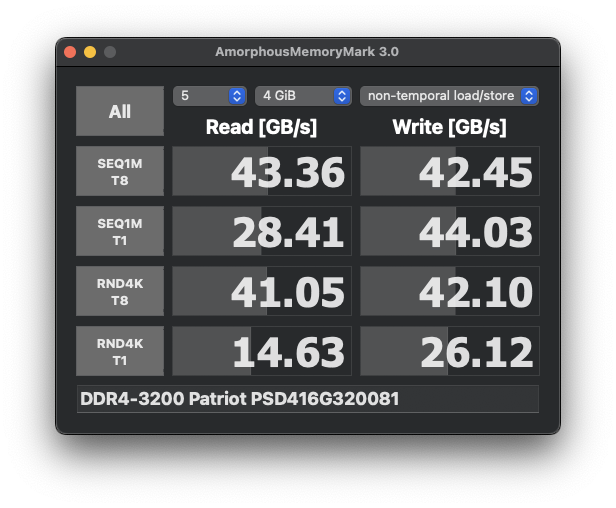 AmorphousMemoryMark 3.0
All
5
4 GiB
non-temporal load/store
Read [GB/s]
Write [GB/s]
SEQ1M
T8
43.36
42.45
SEQ1M
T1
28.41
44.03
RND4K
T8
41.05
42.10
RND4K
T1
14.63
26.12
DDR4-3200 Patriot PSD416G320081